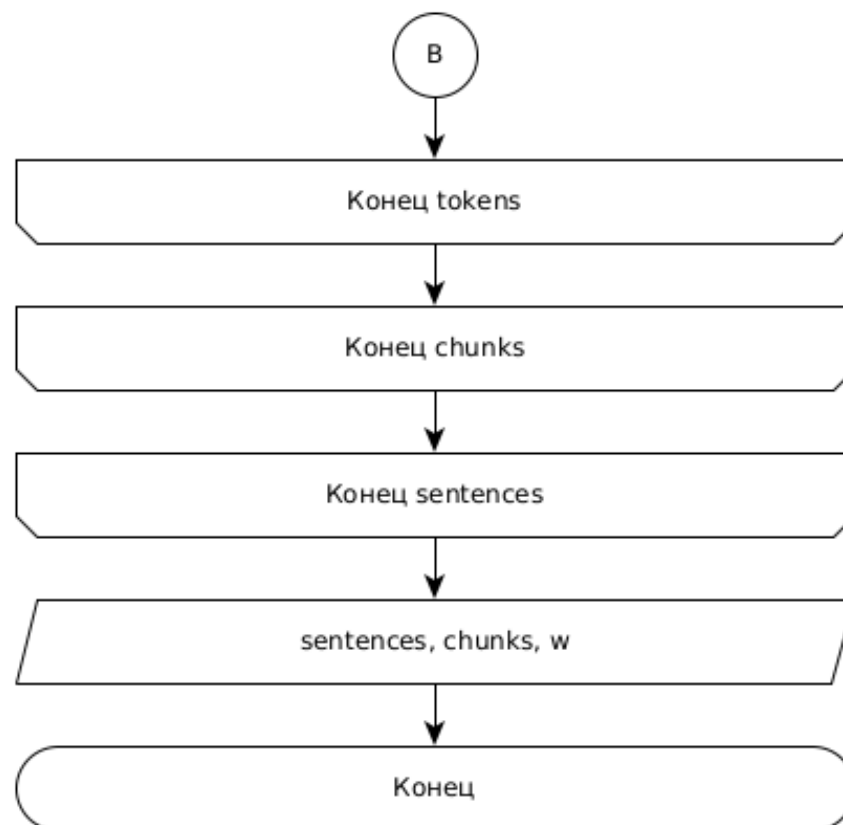 B
Конец tokens
Конец chunks
Конец sentences
sentences, chunks, w
Конец